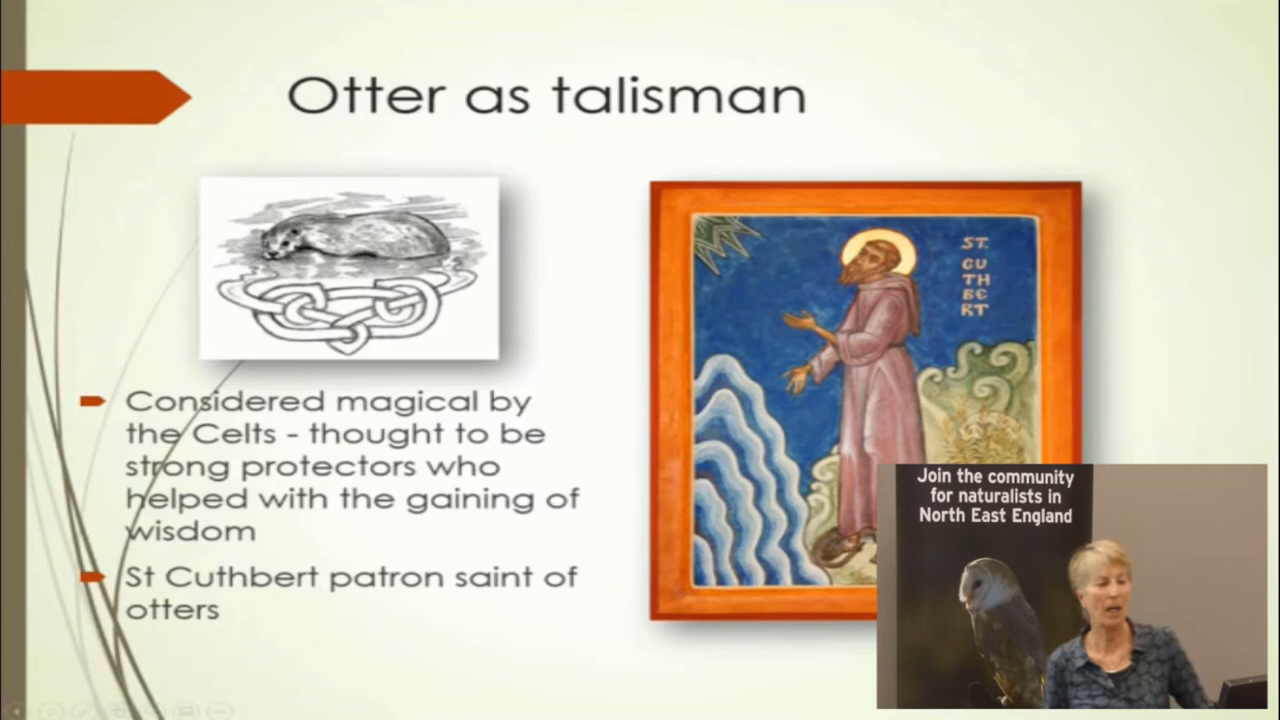 Otter as talisman
Considered magical by
the Celts - thought to be
strong protectors who
helped with the gaining of
wisdom
St Cuthbert patron saint of
otters
ST.
CU
TH
BE
RT
Join the community
for naturalists in
North East England